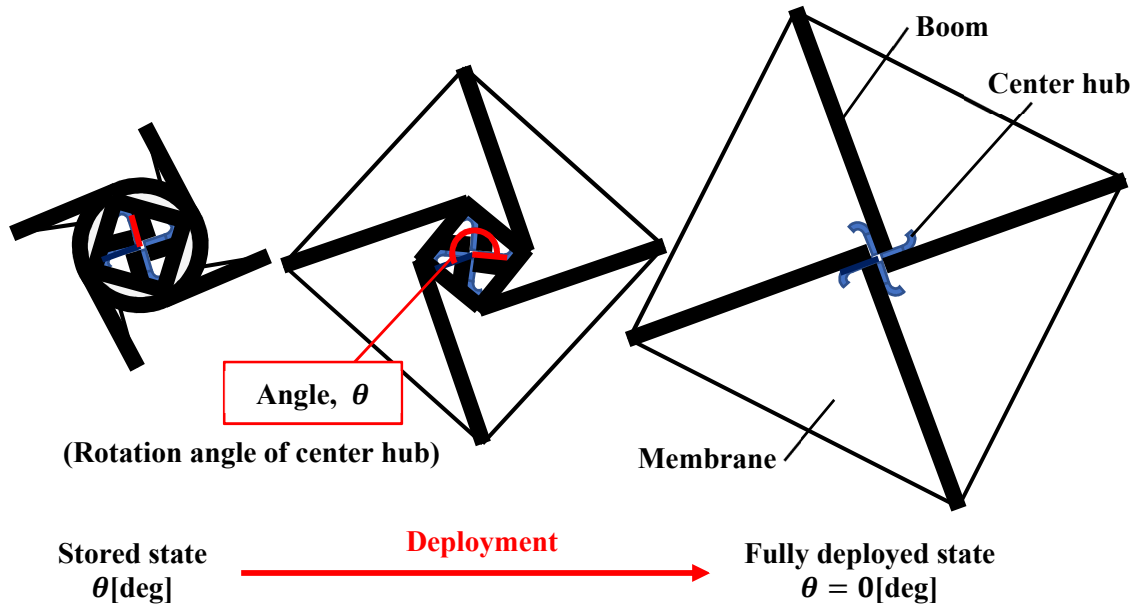 Boom
Center hub
Angle, θ
(Rotation angle of center hub)
Membrane
Stored state
θ[deg]
Deployment
Fully deployed state
θ = 0[deg]